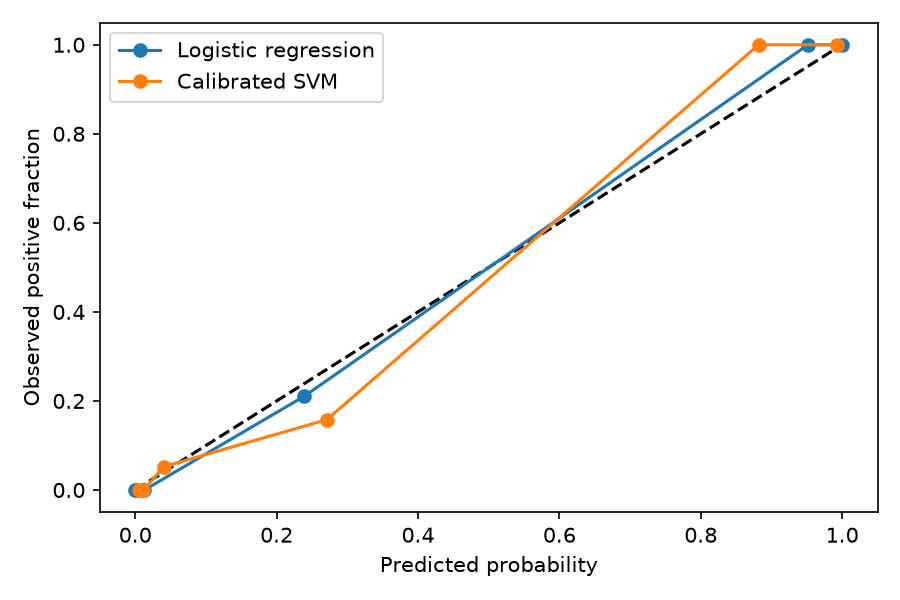 Logistic regression
Calibrated SVM
Observed positive fraction
1.0
0.8
0.6
0.4
0.2
0.0
0.0 0.2 0.4 0.6 0.8 1.0
Predicted probability